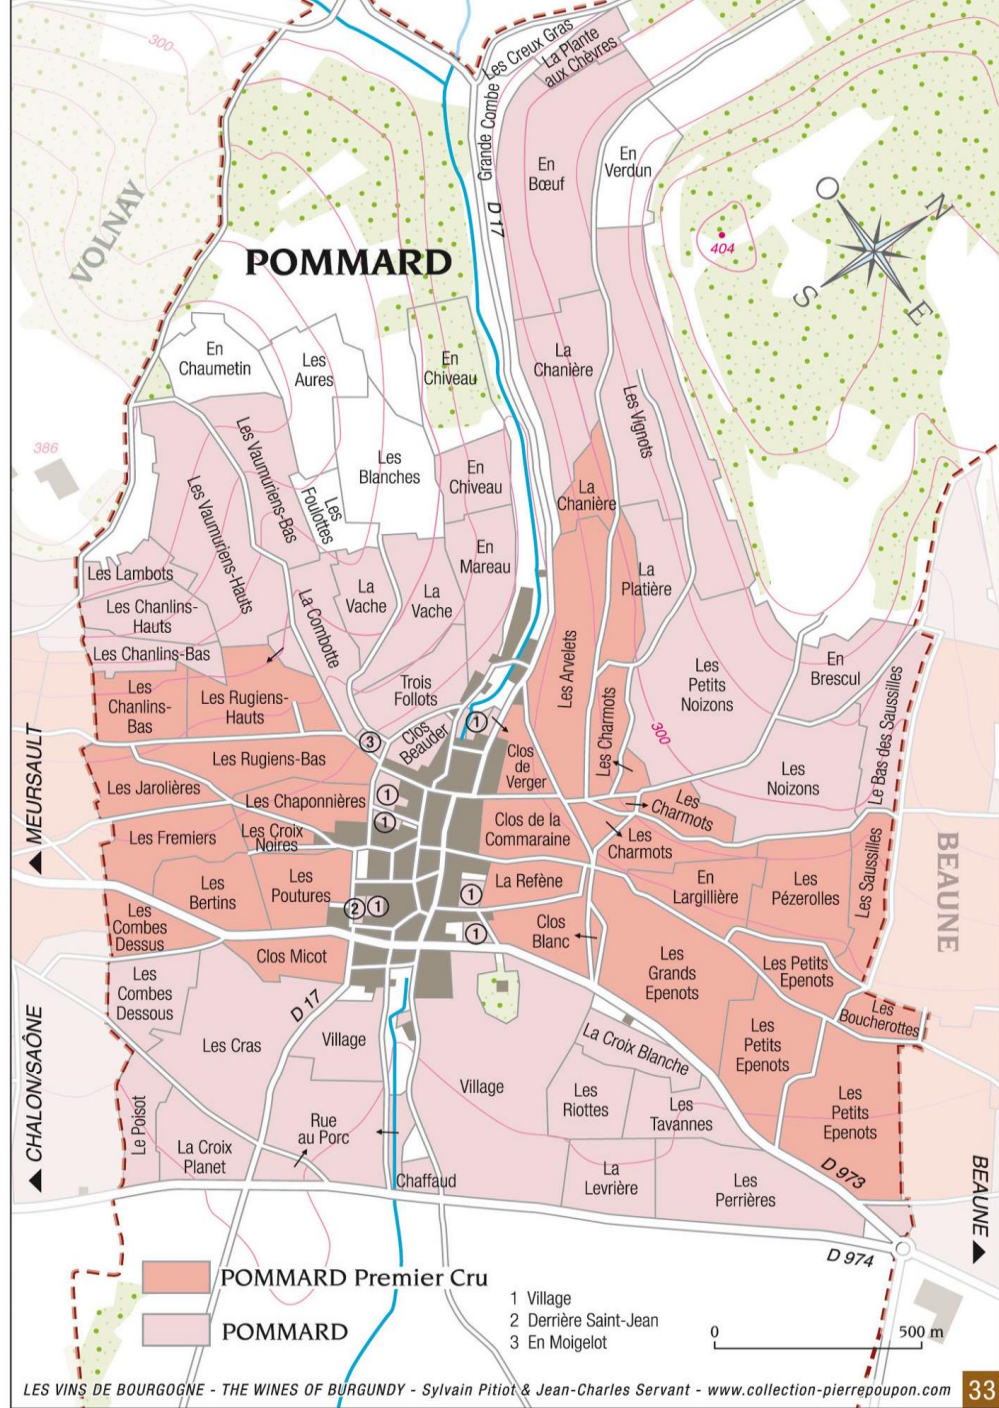 Les Creux Gras
La Plante
aux Chèvres
300
Grande Combe
En
Bœuf
En
Verdun
VOLNAY
D 17
404
O
N
S
E
POMMARD
En
Chaumetin
Les
Aures
En
Chiveau
La
Chanière
Les Vignots
386
Les Vaumuriens-Bas
Les
Blanches
En
Chiveau
La
Chanière
Les Vaumuriens-Hauts
Les
Foulottes
En
Mareau
Les Lambots
La
Vache
La
Vache
La
Platière
Les Chanlins-
Hauts
La Combotte
Les Arvelets
Les Chanlins-Bas
Les
Petits
Noizons
En
Brescul
Les
Chanlins-
Bas
Les Rugiens-
Hauts
Trois
Follots
Les Charmots
300
Le Bas des Saussilles
MEURSAULT
3
Clos
Beauder
1
Clos
de
Verger
Les Rugiens-Bas
Les
Noizons
Les Jarolières
Les Chaponnières
1
Les
Charmots
Les Fremiers
Les Croix
Noires
1
Clos de la
Commaraine
Les
Charmots
Les Saussilles
BEAUNE
Les
Bertins
Les
Poutures
2
1
1
La Refène
En
Largillière
Les
Pézerolles
Les
Combes
Dessus
1
Clos
Blanc
Clos Micot
Les
Grands
Epenots
Les Petits
Epenots
Les
Combes
Dessous
D 17
Les
Boucherottes
CHALON/SAÔNE
Les Cras
Village
La Croix Blanche
Les
Petits
Epenots
Village
Les
Riottes
Les
Tavannes
Les
Petits
Epenots
Le Poisot
La Croix
Planet
Rue
au Porc
Chaffaud
La
Levrière
Les
Perrières
D 973
BEAUNE
D 974
POMMARD Premier Cru
POMMARD
1 Village
2 Derrière Saint-Jean
3 En Moigelot
0
500 m
LES VINS DE BOURGOGNE - THE WINES OF BURGUNDY - Sylvain Pitiot & Jean-Charles Servant - www.collection-pierrepoupon.com
33